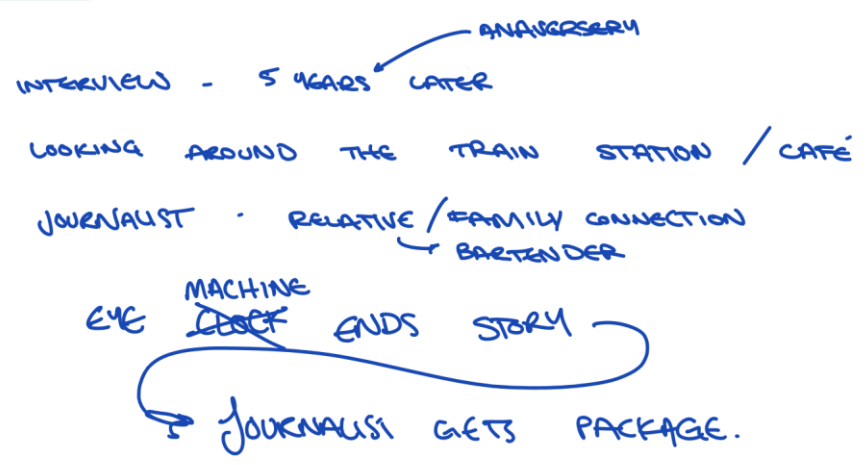 ANAVERSERY
INTERVIEW - 5 YEARS LATER
LOOKING AROUND THE TRAIN STATION / CAFÉ
JOURNALIST · RELATIVE / FAMILY CONNECTION
BARTENDER
MACHINE
EYE CLOCK ENDS STORY
JOURNALIST GETS PACKAGE.